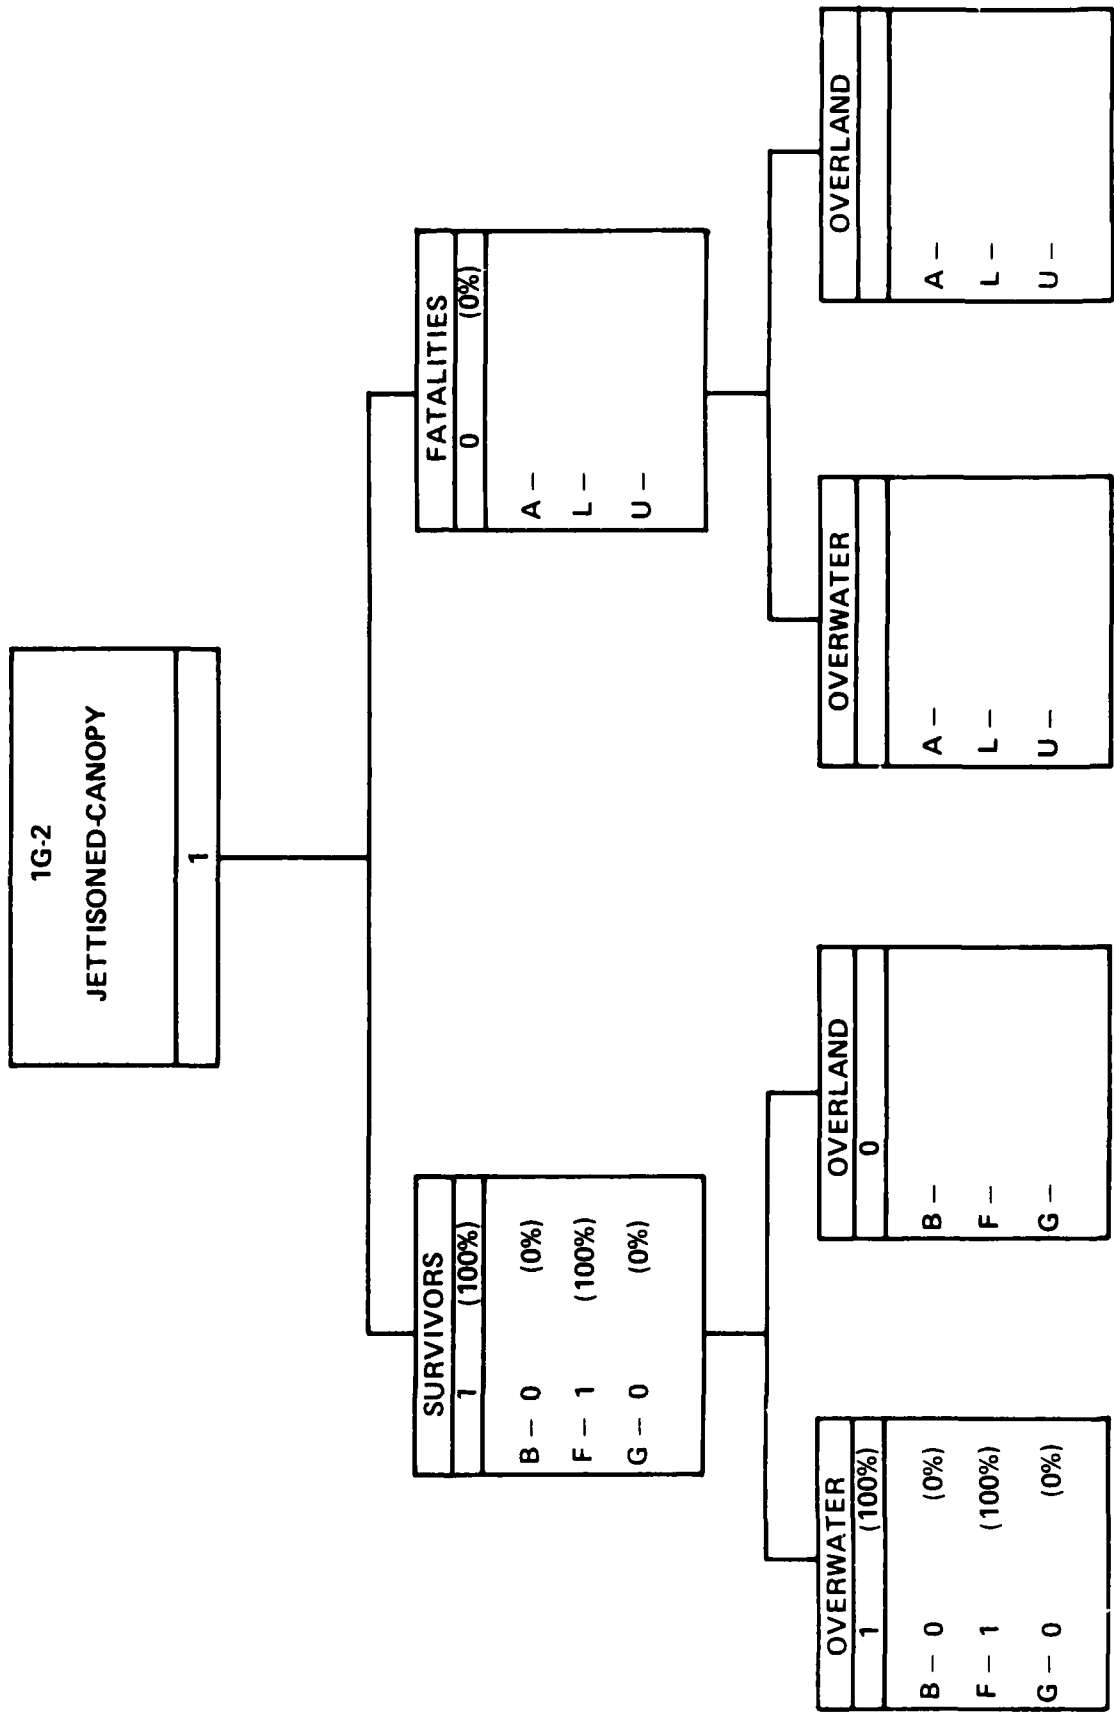 1G-2
JETTISONED-CANOPY
1
SURVIVORS
1 (100%)
B – 0 (0%)
F – 1 (100%)
G – 0 (0%)
FATALITIES
0 (0%)
A –
L –
U –
OVERWATER
1 (100%)
B – 0 (0%)
F – 1 (100%)
G – 0 (0%)
OVERLAND
0
B –
F –
G –
OVERWATER
A –
L –
U –
OVERLAND
A –
L –
U –